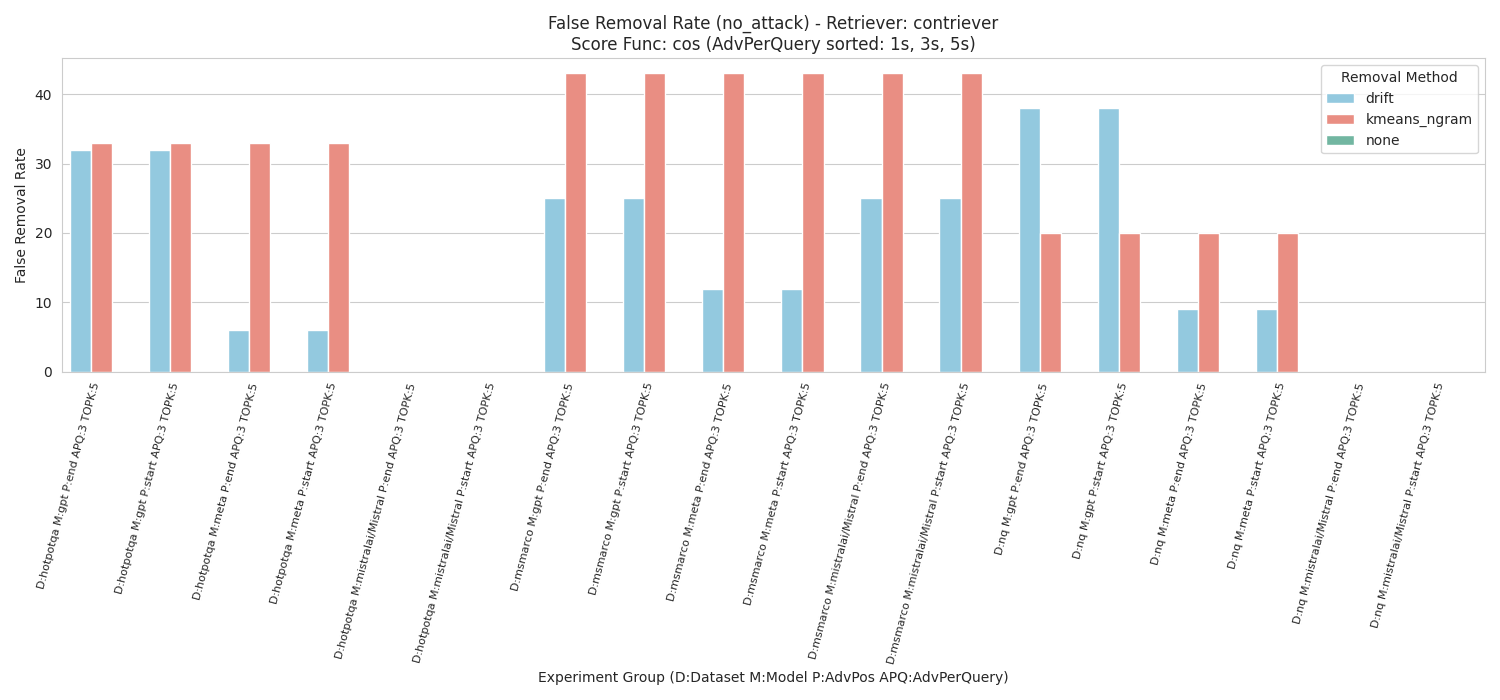 False Removal Rate (no_attack) - Retriever: contriever
Score Func: cos (AdvPerQuery sorted: 1s, 3s, 5s)
Removal Method
drift
kmeans_ngram
none
False Removal Rate
40
30
20
10
0
D:hotpotqa M:gpt P:end APQ:3 TOPK:5
D:hotpotqa M:gpt P:start APQ:3 TOPK:5
D:hotpotqa M:meta P:end APQ:3 TOPK:5
D:hotpotqa M:meta P:start APQ:3 TOPK:5
D:hotpotqa M:mistralai/Mistral P:end APQ:3 TOPK:5
D:hotpotqa M:mistralai/Mistral P:start APQ:3 TOPK:5
D:msmarco M:gpt P:end APQ:3 TOPK:5
D:msmarco M:gpt P:start APQ:3 TOPK:5
D:msmarco M:meta P:end APQ:3 TOPK:5
D:msmarco M:meta P:start APQ:3 TOPK:5
D:msmarco M:mistralai/Mistral P:end APQ:3 TOPK:5
D:msmarco M:mistralai/Mistral P:start APQ:3 TOPK:5
D:nq M:gpt P:end APQ:3 TOPK:5
D:nq M:gpt P:start APQ:3 TOPK:5
D:nq M:meta P:end APQ:3 TOPK:5
D:nq M:meta P:start APQ:3 TOPK:5
D:nq M:mistralai/Mistral P:end APQ:3 TOPK:5
D:nq M:mistralai/Mistral P:start APQ:3 TOPK:5
Experiment Group (D:Dataset M:Model P:AdvPos APQ:AdvPerQuery)